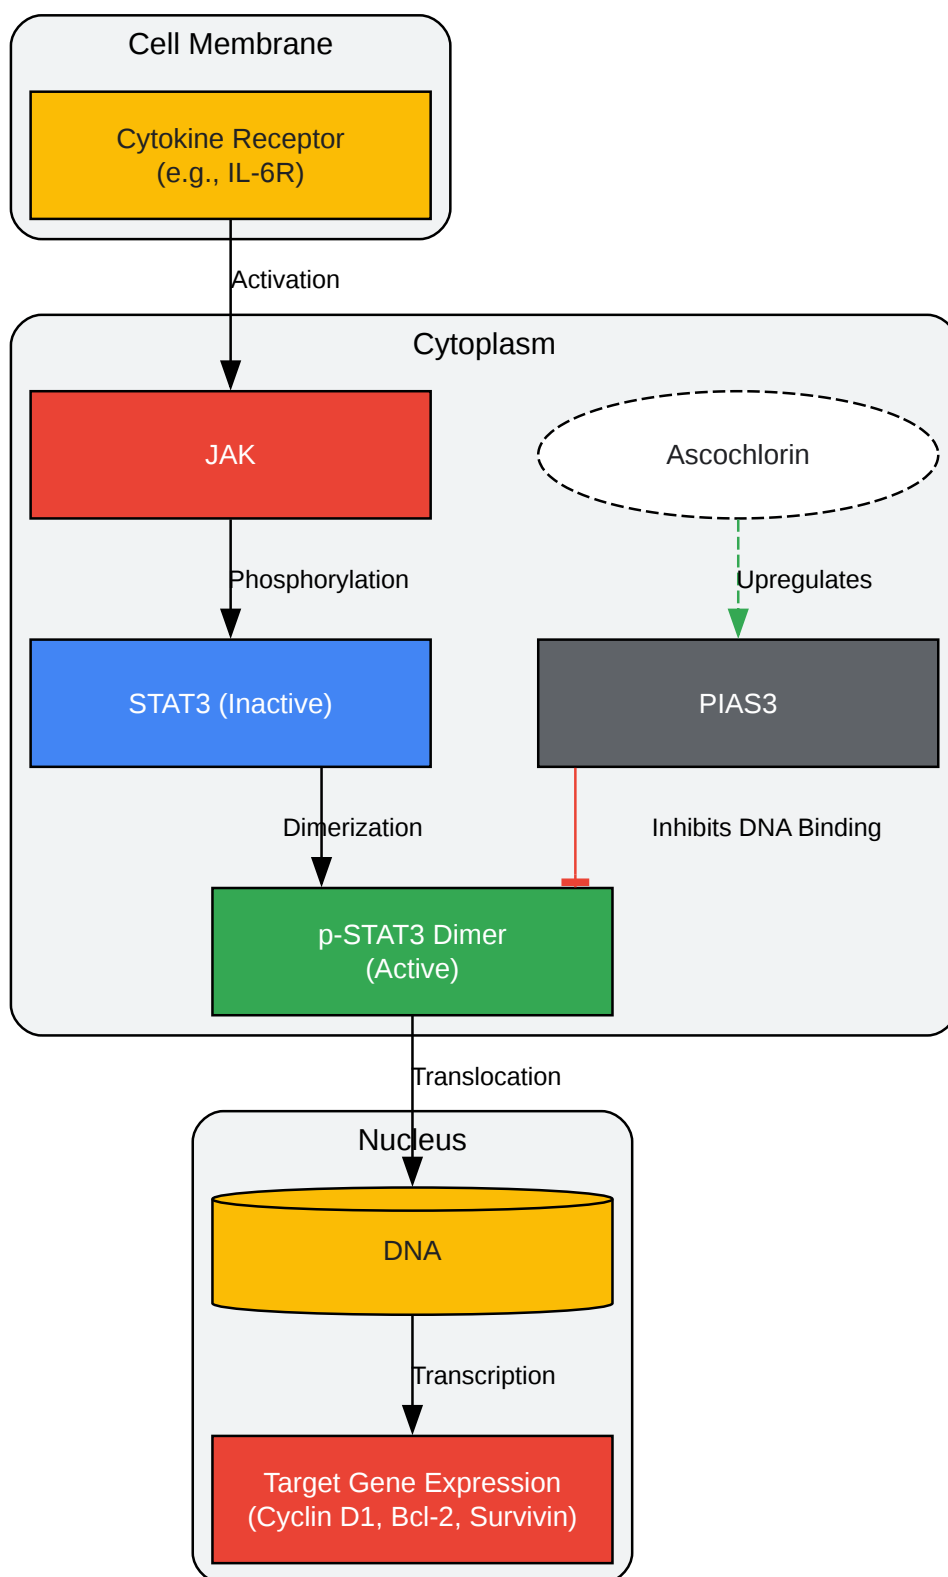 Cell Membrane
Cytokine Receptor
(e.g., IL-6R)
Activation
Cytoplasm
JAK
Ascochlorin
Phosphorylation
Upregulates
STAT3 (Inactive)
PIAS3
Dimerization
Inhibits DNA Binding
p-STAT3 Dimer
(Active)
Translocation
Nucleus
DNA
Transcription
Target Gene Expression
(Cyclin D1, Bcl-2, Survivin)